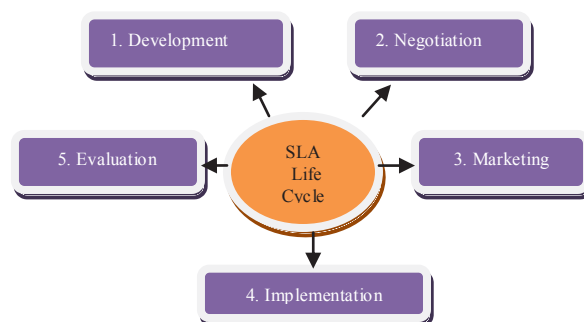 1. Development
2. Negotiation
5. Evaluation
SLA
Life
Cycle
3. Marketing
4. Implementation